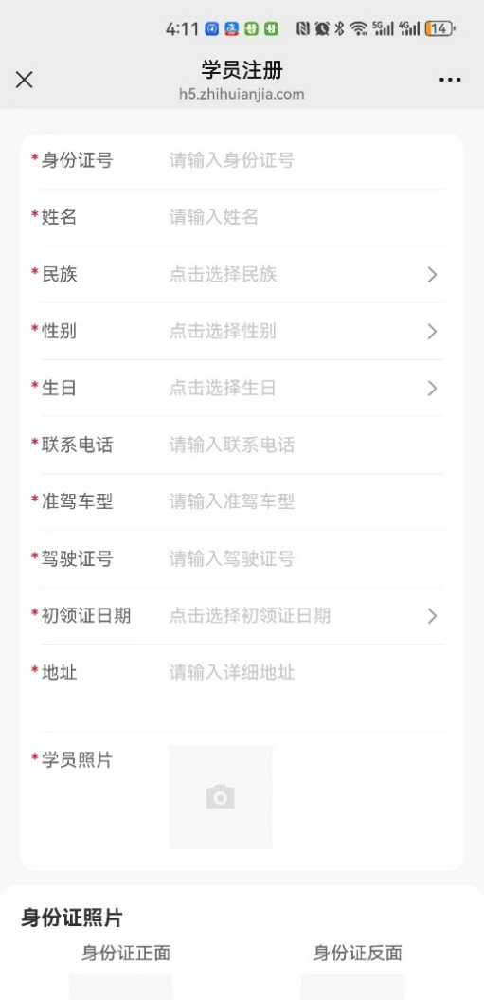 4:11
5G
4G
14
学员注册
h5.zhihuianjia.com
*身份证号 请输入身份证号
*姓名 请输入姓名
*民族 点击选择民族
*性别 点击选择性别
*生日 点击选择生日
*联系电话 请输入联系电话
*准驾车型 请输入准驾车型
*驾驶证号 请输入驾驶证号
*初领证日期 点击选择初领证日期
*地址 请输入详细地址
*学员照片
身份证照片
身份证正面 身份证反面